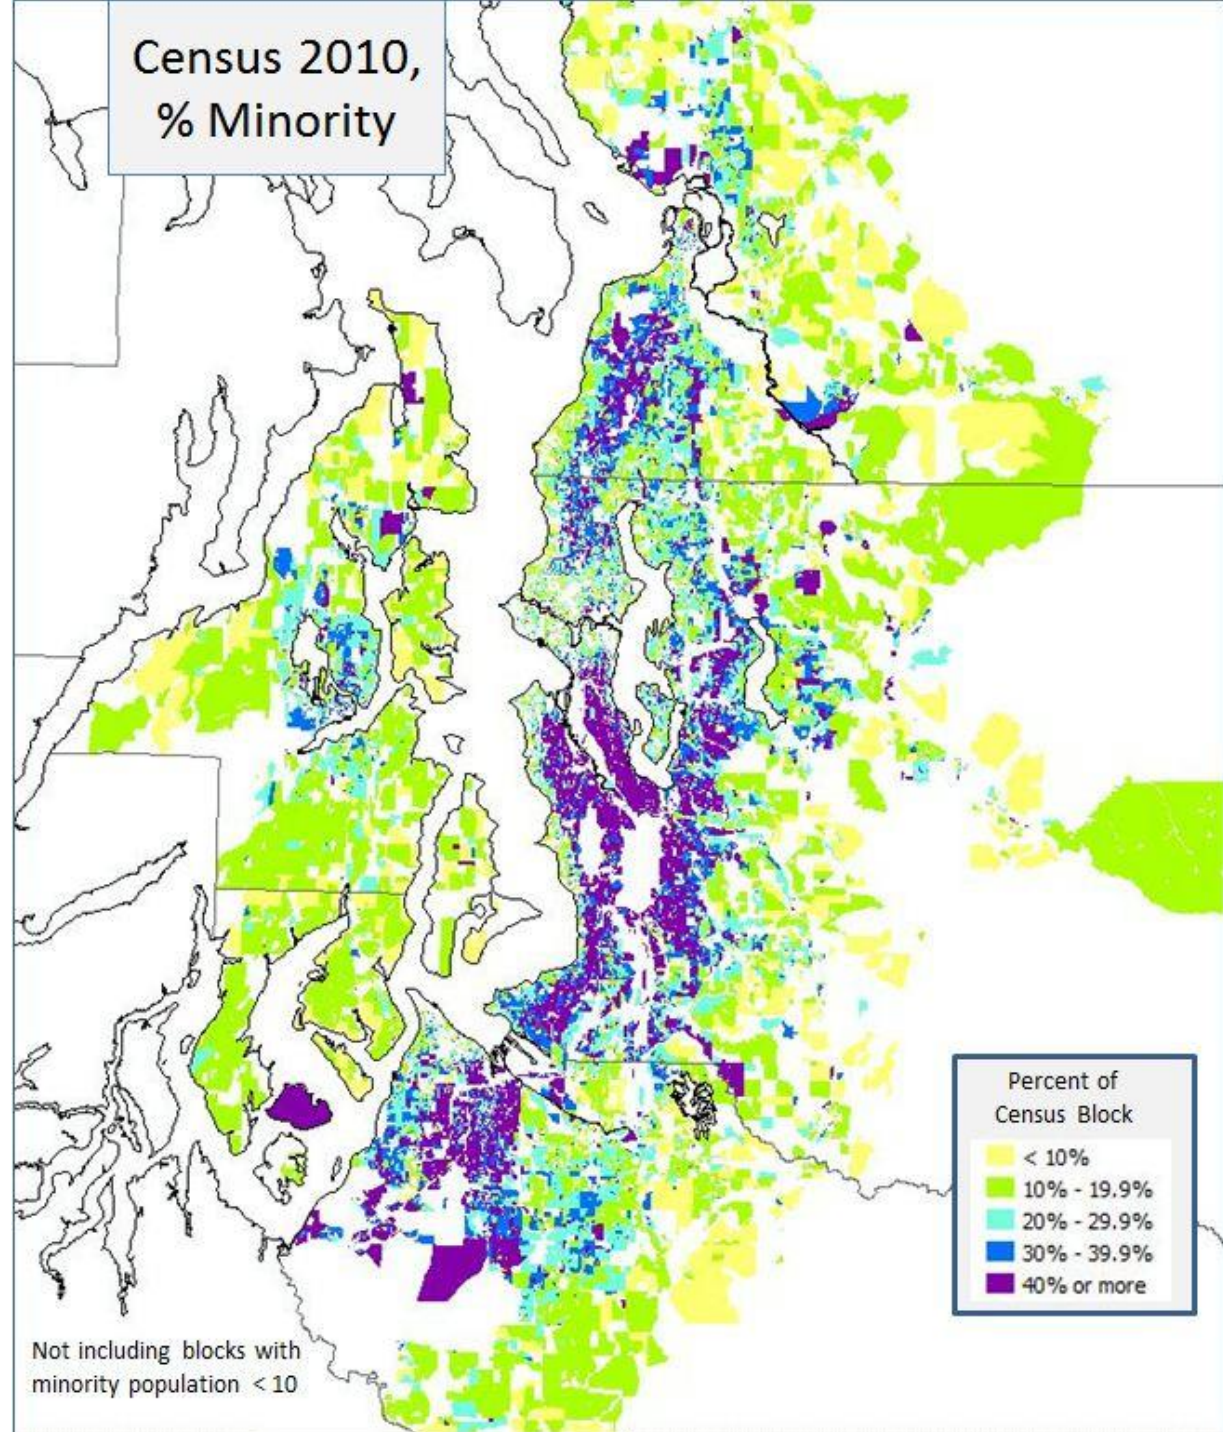 Census 2010,
% Minority
Percent of
Census Block
< 10%
10% - 19.9%
20% - 29.9%
30% - 39.9%
40% or more
Not including blocks with
minority population < 10